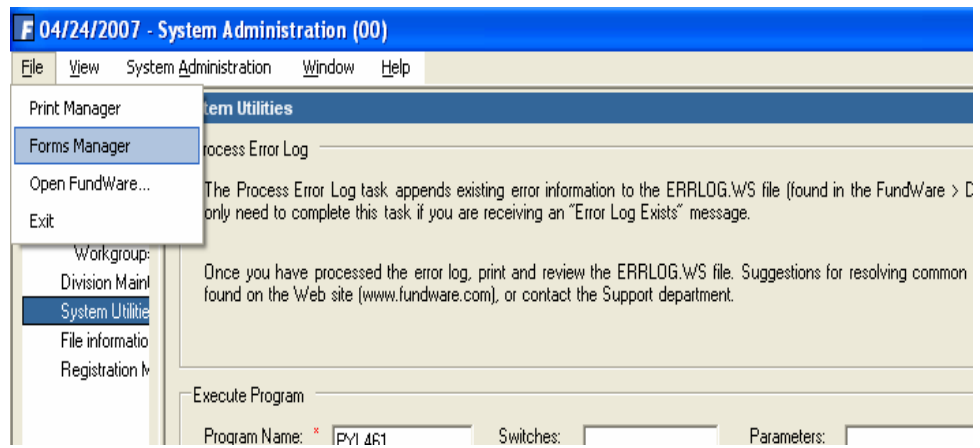 F 04/24/2007 - System Administration (00)
File View System Administration Window Help
Print Manager
Forms Manager
Open FundWare...
Exit
tem Utilities
rocess Error Log
The Process Error Log task appends existing error information to the ERRLOG.WS file (found in the FundWare > D
only need to complete this task if you are receiving an "Error Log Exists" message.
Once you have processed the error log, print and review the ERRLOG.WS file. Suggestions for resolving common
found on the Web site (www.fundware.com), or contact the Support department.
Workgroup
Division Maint
System Utilitie
File informatio
Registration M
Execute Program
Program Name: * PYL461 Switches: Parameters: